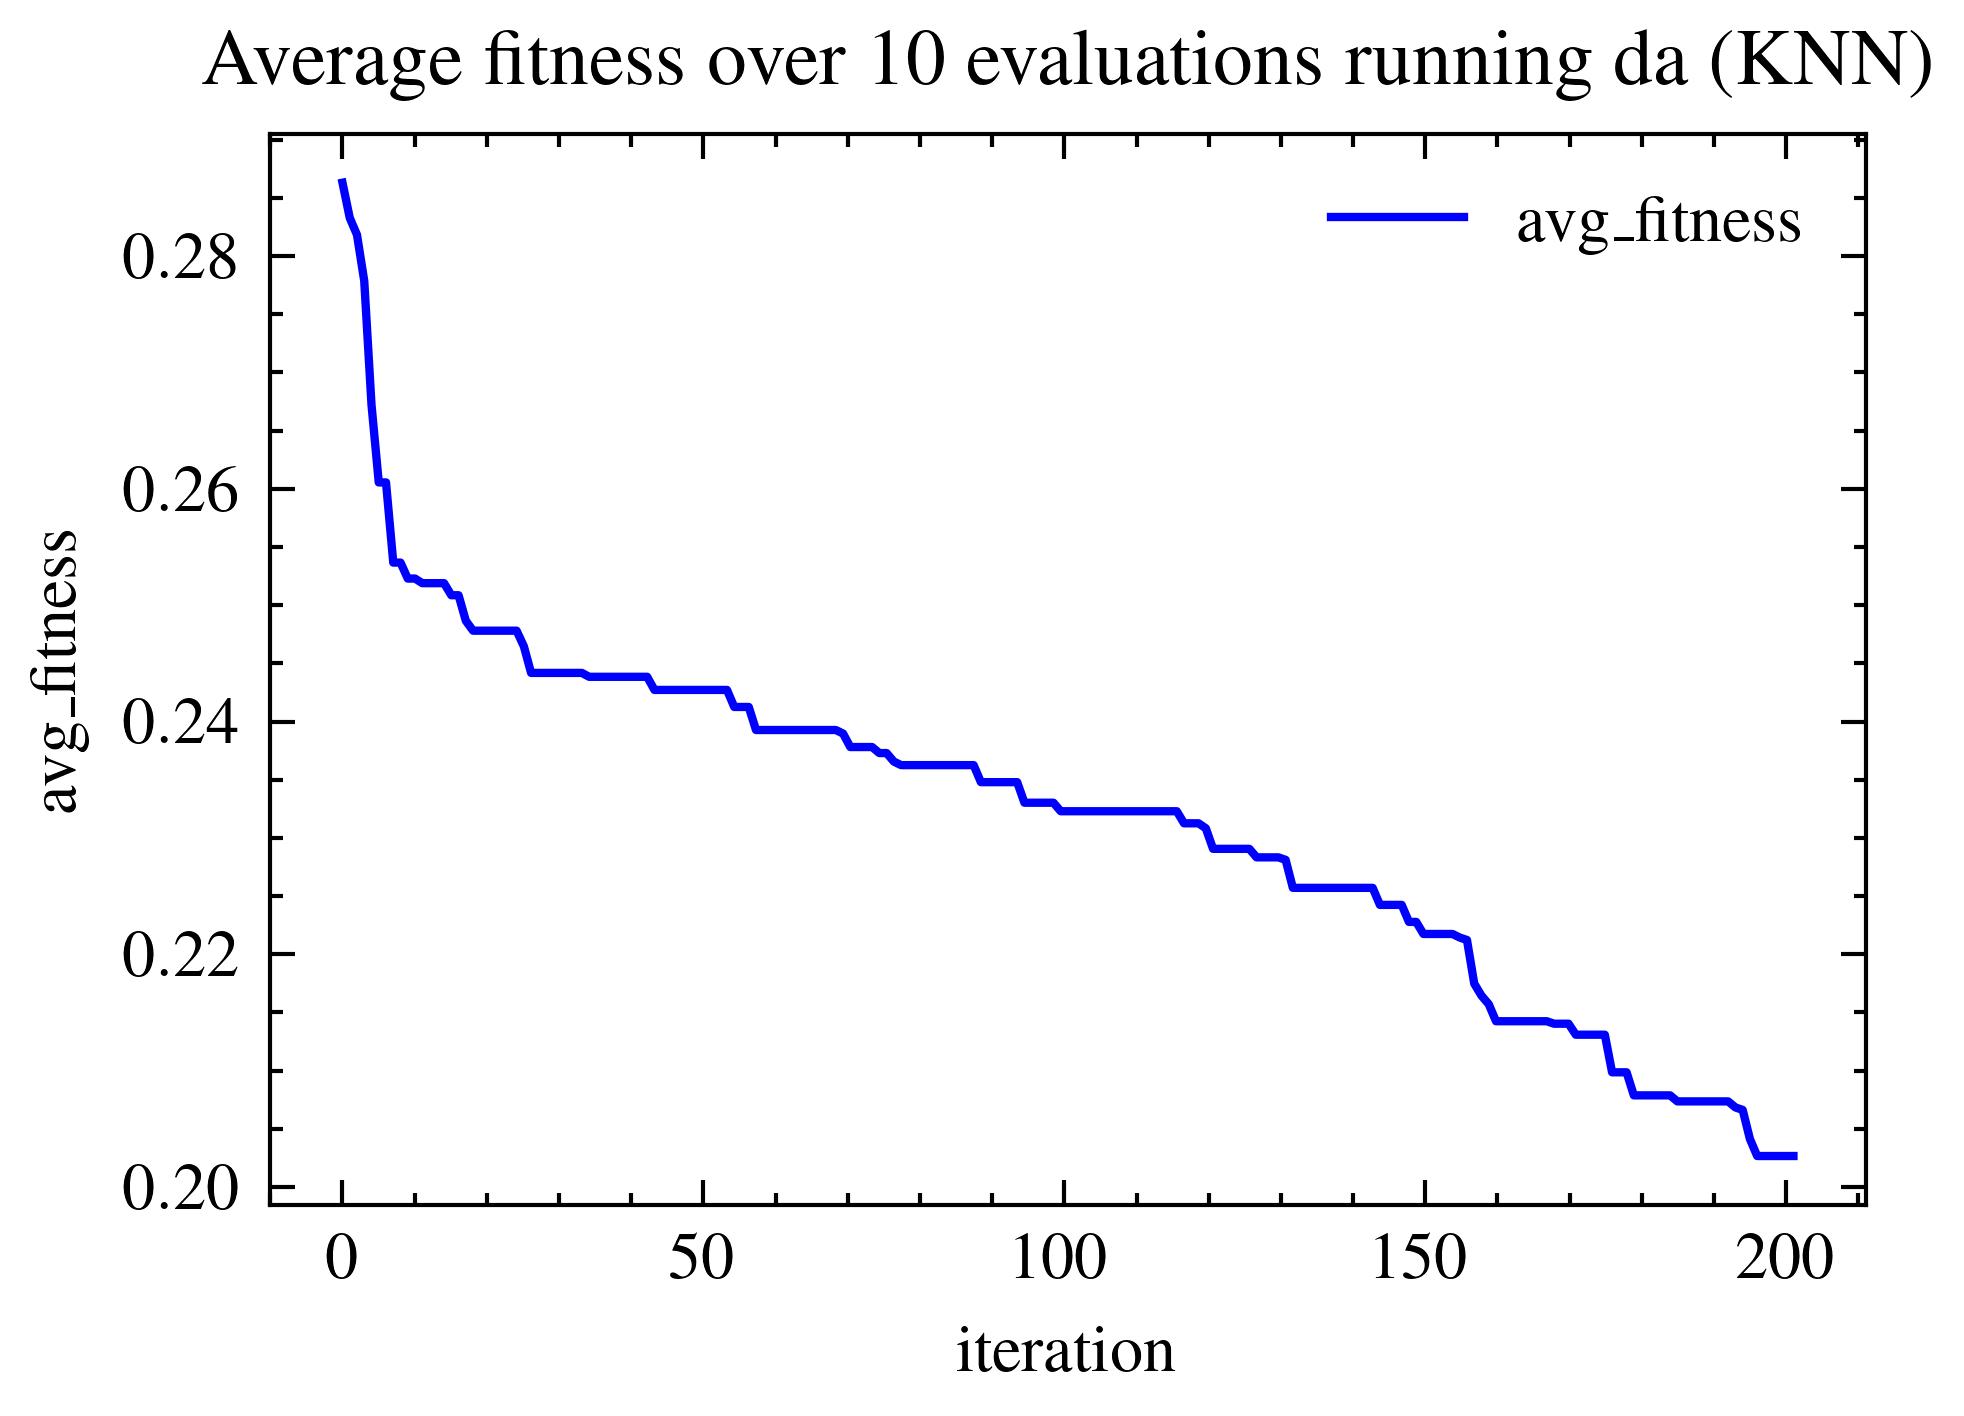 Average fitness over 10 evaluations running da (KNN)
avg_fitness
0.28
0.26
0.24
0.22
0.20
avg_fitness
0 50 100 150 200
iteration